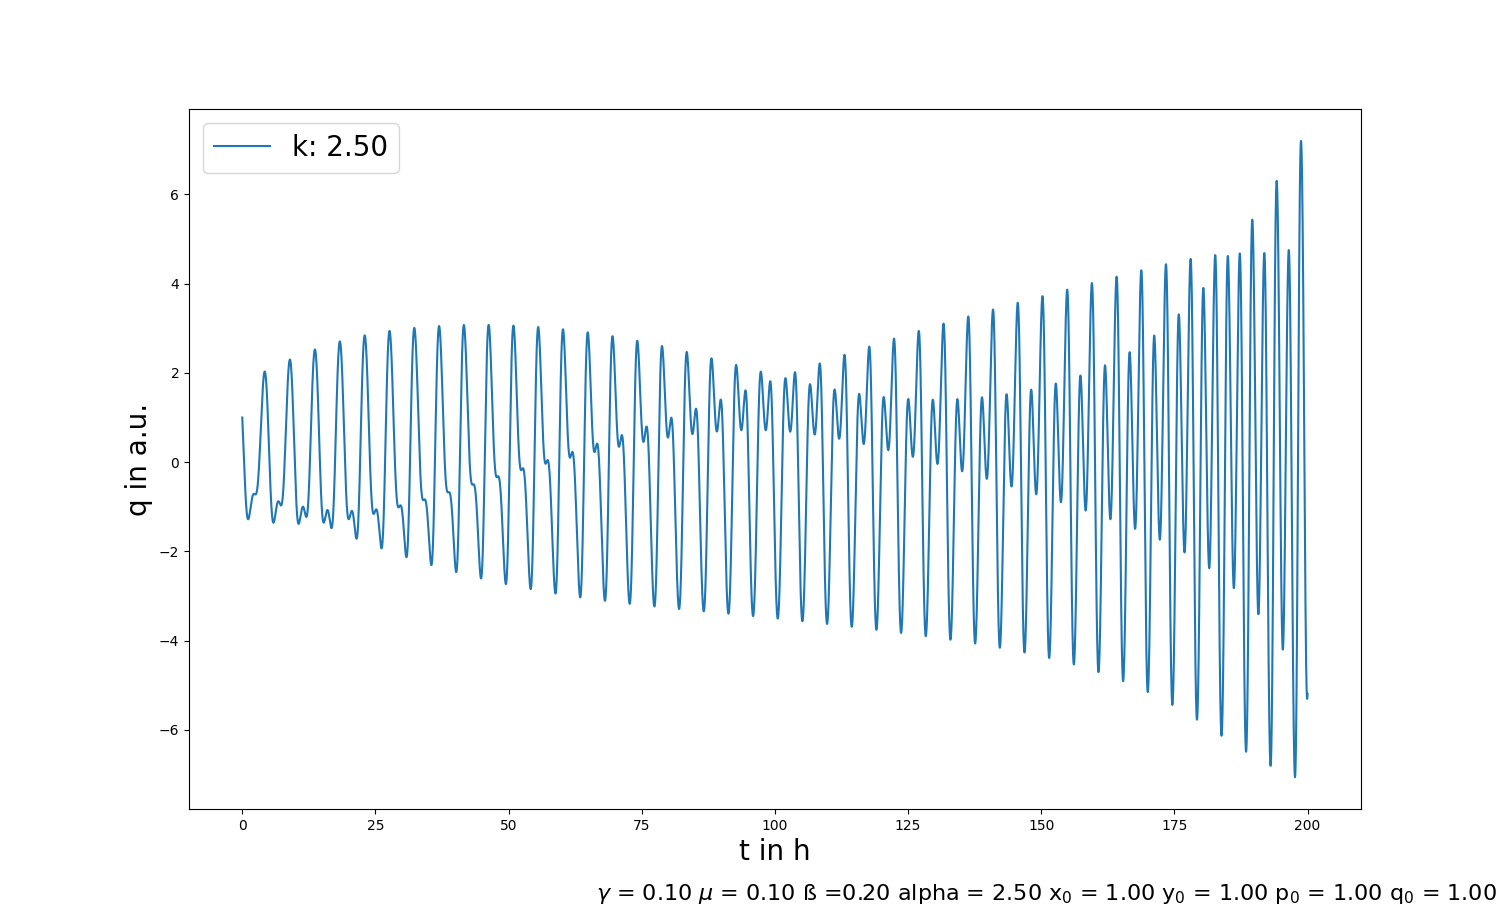 k: 2.50
6
4
2
0
−2
−4
−6
q in a.u.
0 25 50 75 100 125 150 175 200
t in h
γ = 0.10 μ = 0.10 ß =0.20 alpha = 2.50 x₀ = 1.00 y₀ = 1.00 p₀ = 1.00 q₀ = 1.00